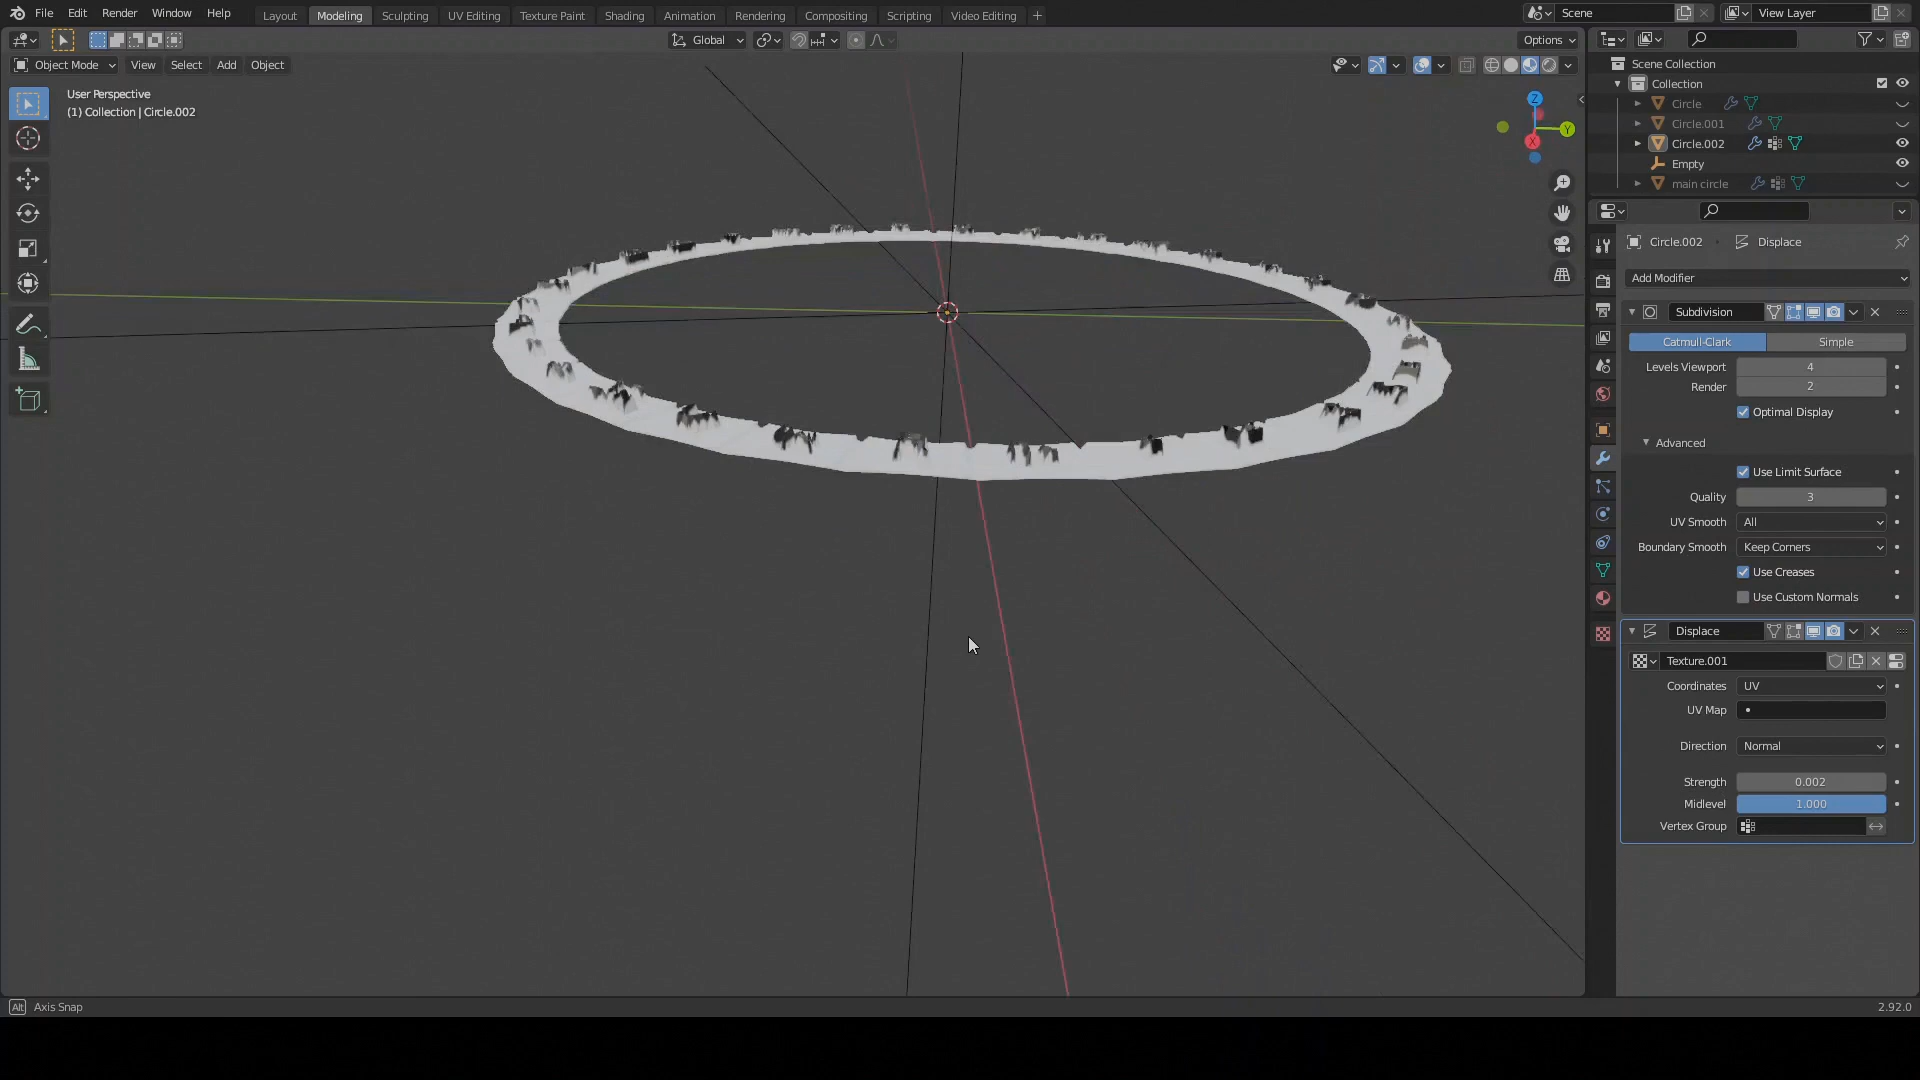 File Edit Render Window Help Layout Modeling Sculpting UV Editing Texture Paint Shading Animation Rendering Compositing Scripting Video Editing + Scene View Layer
Global Options
Object Mode View Select Add Object
User Perspective
(1) Collection | Circle.002
Z
Y
X
Scene Collection
Collection
Circle
Circle.001
Circle.002
Empty
main circle
Circle.002 Displace
Add Modifier
Subdivision
Catmull-Clark Simple
Levels Viewport 4
Render 2
Optimal Display
Advanced
Use Limit Surface
Quality 3
UV Smooth All
Boundary Smooth Keep Corners
Use Creases
Use Custom Normals
Displace
Texture.001
Coordinates UV
UV Map
Direction Normal
Strength 0.002
Midlevel 1.000
Vertex Group
Alt Axis Snap 2.92.0